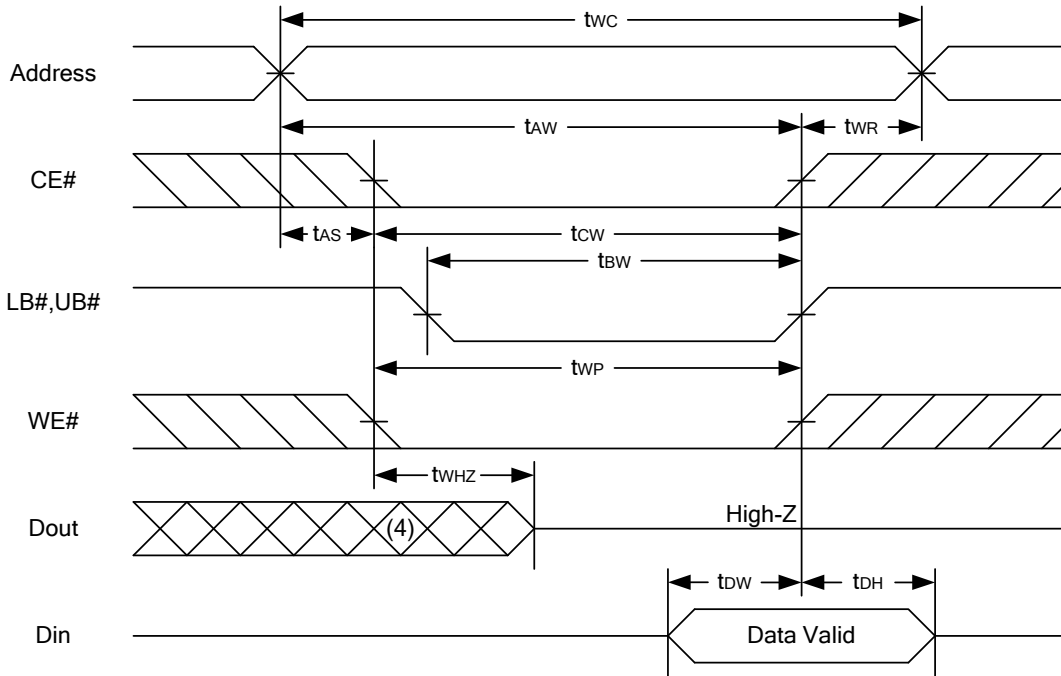 tWC
Address
tAW
tWR
CE#
tAS
tCW
tBW
LB#,UB#
tWP
WE#
tWHZ
Dout
(4)
High-Z
tDW
tDH
Din
Data Valid